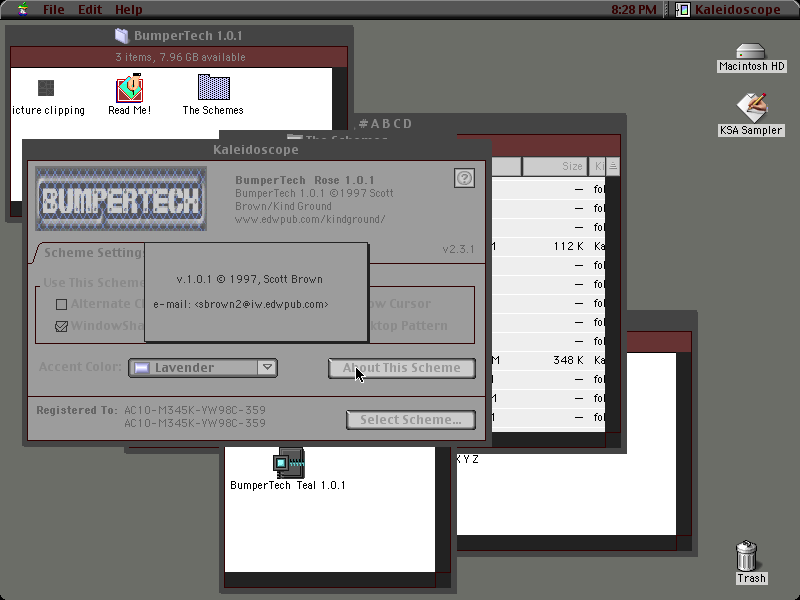 File Edit Help
8:28 PM
Kaleidoscope
BumperTech 1.0.1
3 items, 7.96 GB available
icture clipping
Read Me!
The Schemes
Macintosh HD
KSA Sampler
#ABCD
The Schemes
Size
Ki
— fol
— fol
— fol
112 K Ka
— fol
— fol
— fol
— fol
— fol
348 K Ka
— fol
— fol
— fol
Kaleidoscope
BUMPERTECH
BumperTech Rose 1.0.1
BumperTech 1.0.1 ©1997 Scott
Brown/Kind Ground
www.edwpub.com/kindground/
?
Scheme Settings
v2.3.1
Use This Scheme
Alternate C
w Cursor
WindowSha
ktop Pattern
v.1.0.1 © 1997, Scott Brown
e-mail: <sbrown2@iw.edwpub.com>
Accent Color:
Lavender
About This Scheme
Registered To: AC10-M345K-YW98C-359
AC10-M345K-YW98C-359
Select Scheme...
XYZ
BumperTech Teal 1.0.1
Trash